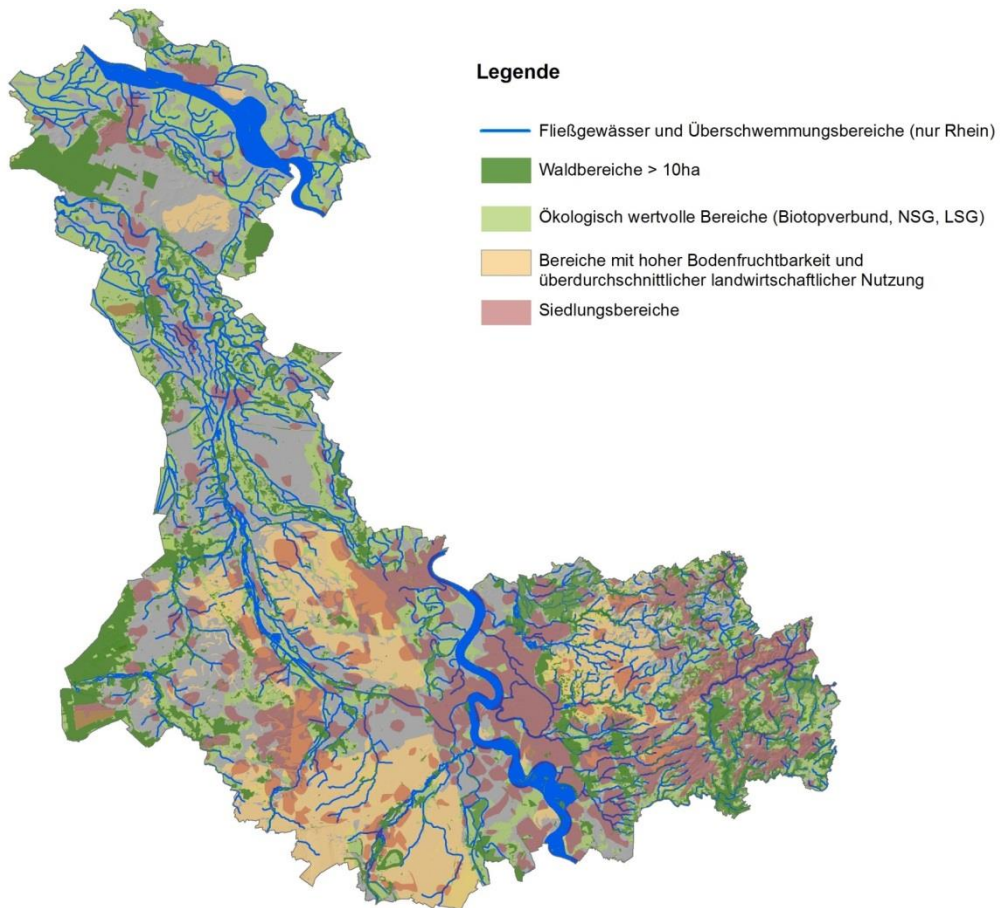 Legende
Fließgewässer und Überschwemmungsbereiche (nur Rhein)
Waldbereiche > 10ha
Ökologisch wertvolle Bereiche (Biotopverbund, NSG, LSG)
Bereiche mit hoher Bodenfruchtbarkeit und
überdurchschnittlicher landwirtschaftlicher Nutzung
Siedlungsbereiche